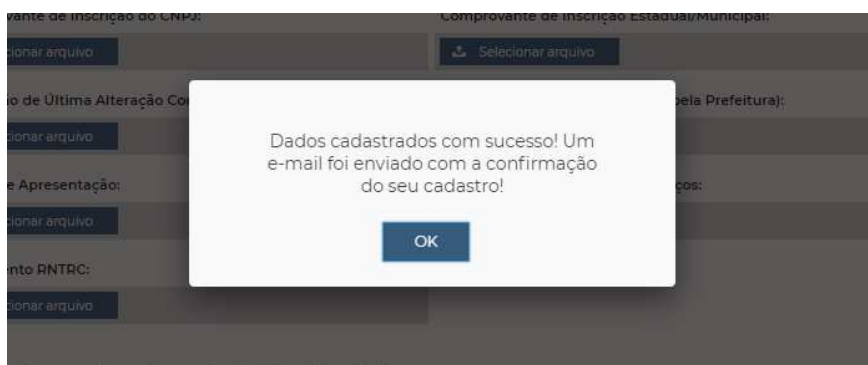 vante de Inscrição do CNPJ:
Comprovante de Inscrição Estadual/Municipal:
cionar arquivo
Selecionar arquivo
o de Última Alteração Co
pela Prefeitura):
cionar arquivo
Dados cadastrados com sucesso! Um
e-mail foi enviado com a confirmação
do seu cadastro!
e Apresentação:
ços:
cionar arquivo
OK
nto RNTRC:
cionar arquivo